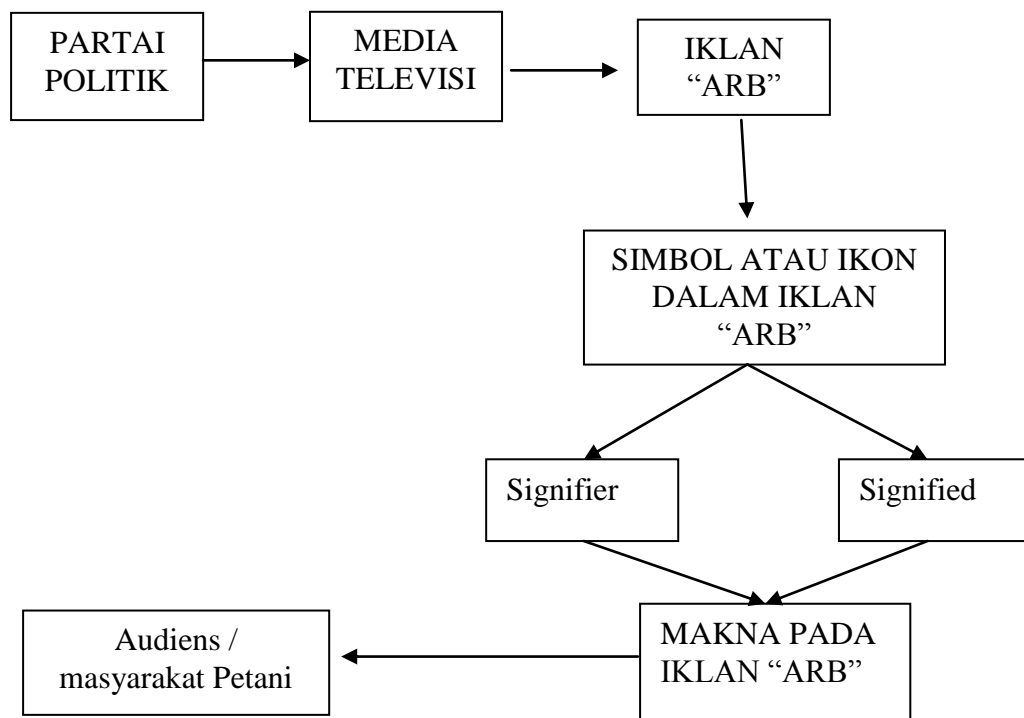 PARTAI
POLITIK
MEDIA
TELEVISI
IKLAN
“ARB”
SIMBOL ATAU IKON
DALAM IKLAN
“ARB”
Signifier
Signified
MAKNA PADA
IKLAN “ARB”
Audiens /
masyarakat Petani